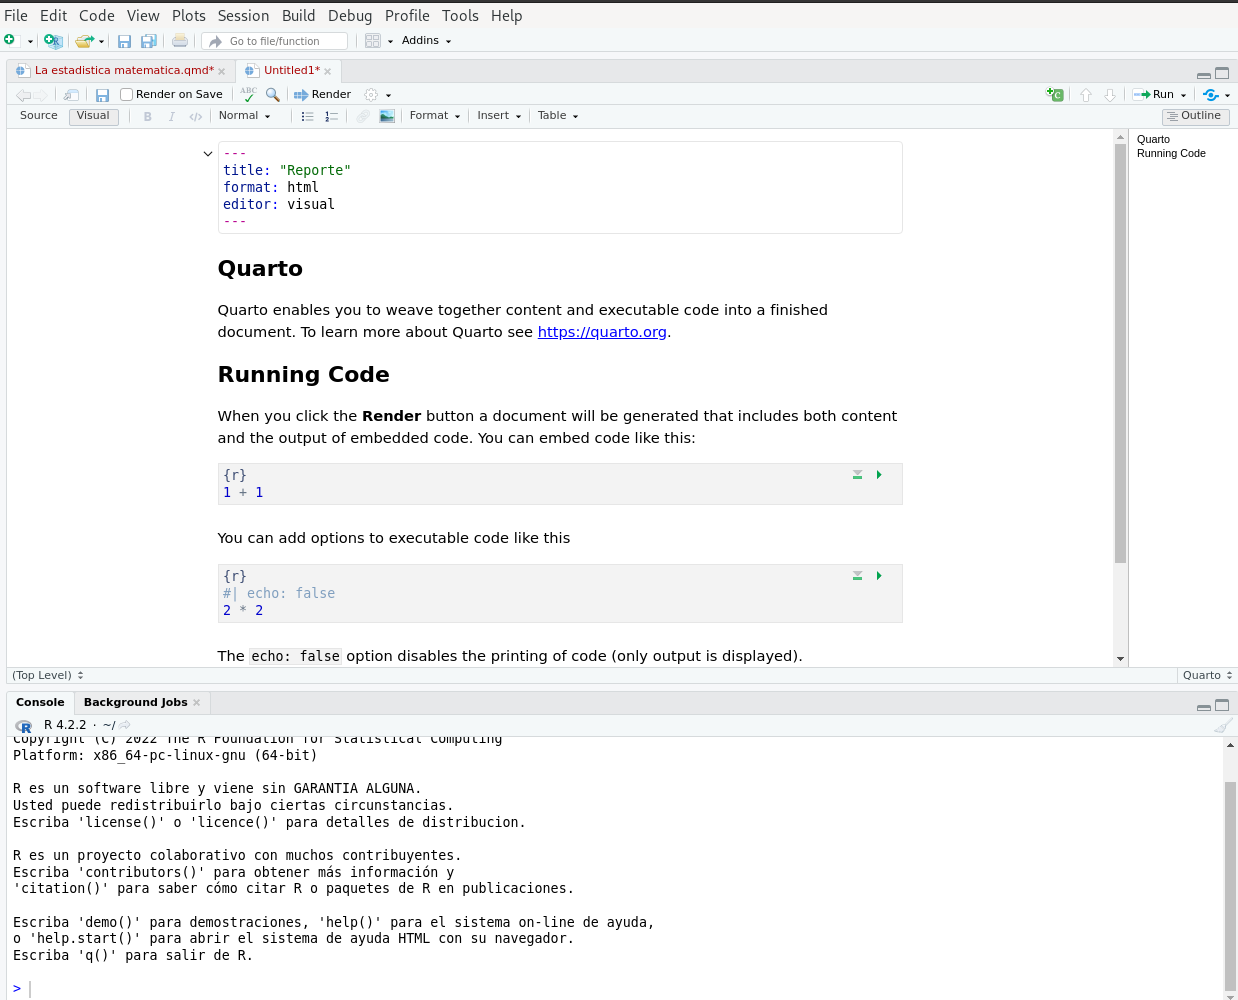 File Edit Code View Plots Session Build Debug Profile Tools Help
Go to file/function Addins
La estadistica matematica.qmd* Untitled1*
Render on Save ABC Render Run
Source Visual B I </> Normal Format Insert Table Outline
---
title: "Reporte"
format: html
editor: visual
---
Quarto
Running Code
Quarto
Quarto enables you to weave together content and executable code into a finished
document. To learn more about Quarto see https://quarto.org.
Running Code
When you click the Render button a document will be generated that includes both content
and the output of embedded code. You can embed code like this:
{r}
1 + 1
You can add options to executable code like this
{r}
#| echo: false
2 * 2
The echo: false option disables the printing of code (only output is displayed).
(Top Level) Quarto
Console Background Jobs
R R 4.2.2 · ~/
Copyright (C) 2022 The R Foundation for Statistical Computing
Platform: x86_64-pc-linux-gnu (64-bit)
R es un software libre y viene sin GARANTIA ALGUNA.
Usted puede redistribuirlo bajo ciertas circunstancias.
Escriba 'license()' o 'licence()' para detalles de distribucion.
R es un proyecto colaborativo con muchos contribuyentes.
Escriba 'contributors()' para obtener más información y
'citation()' para saber cómo citar R o paquetes de R en publicaciones.
Escriba 'demo()' para demostraciones, 'help()' para el sistema on-line de ayuda,
o 'help.start()' para abrir el sistema de ayuda HTML con su navegador.
Escriba 'q()' para salir de R.
>